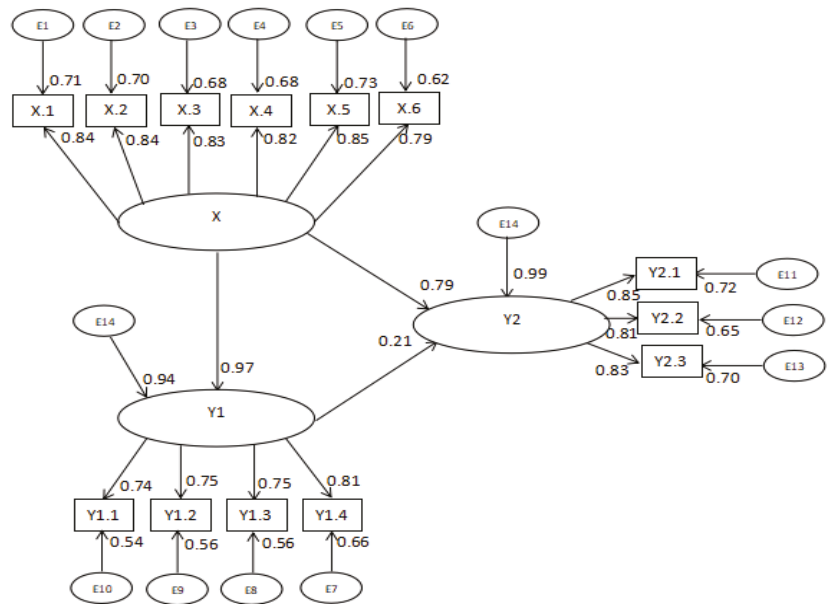 E1 E2 E3 E4 E5 E6
0.71 0.70 0.68 0.68 0.73 0.62
X.1 X.2 X.3 X.4 X.5 X.6
0.84 0.84 0.83 0.82 0.85 0.79
X
E14
0.79 0.99
Y2.1 E11
0.85 0.72
Y2
Y2.2 E12
0.81 0.65
Y2.3 E13
0.83 0.70
E14
0.21
0.94 0.97
Y1
0.74 0.75 0.75 0.81
Y1.1 Y1.2 Y1.3 Y1.4
0.54 0.56 0.56 0.66
E10 E9 E8 E7